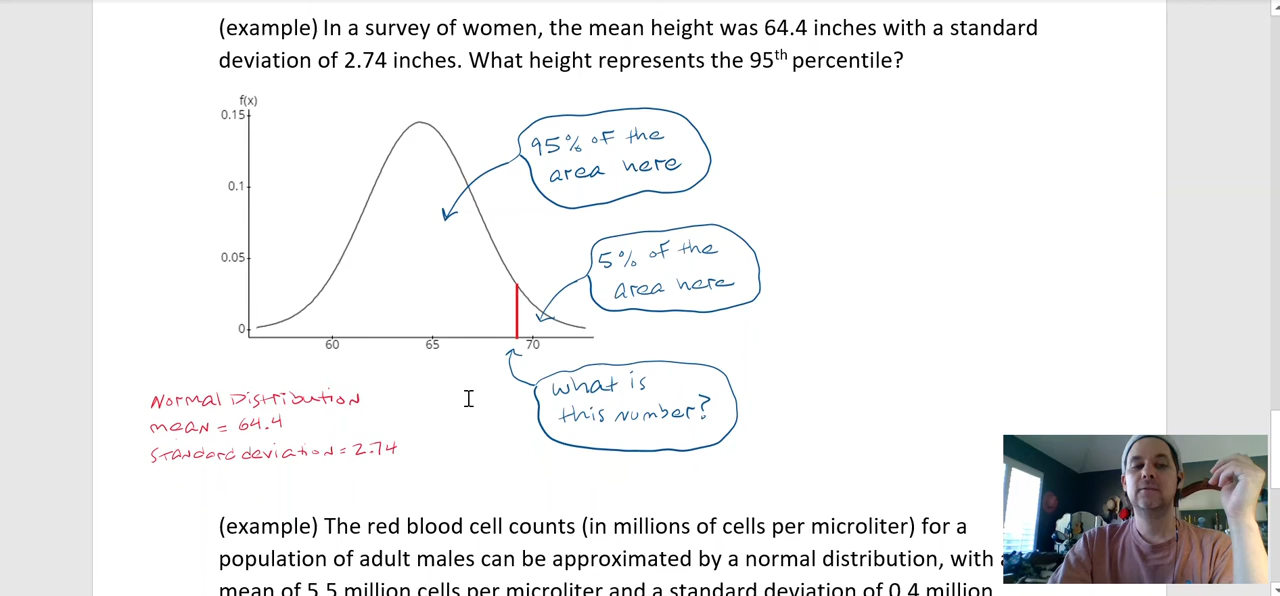 (example) In a survey of women, the mean height was 64.4 inches with a standard
deviation of 2.74 inches. What height represents the 95th percentile?
f(x)
0.15
0.1
0.05
0
60 65 70
95% of the
area here
5% of the
area here
what is
this number?
Normal Distribution
mean = 64.4
standard deviation = 2.74
(example) The red blood cell counts (in millions of cells per microliter) for a
population of adult males can be approximated by a normal distribution, with a
mean of 5.5 million cells per microliter and a standard deviation of 0.4 million